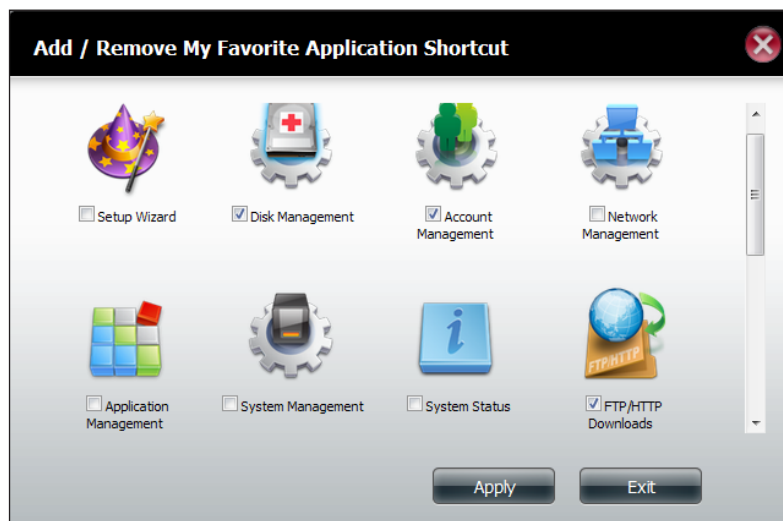 Add / Remove My Favorite Application Shortcut
Setup Wizard
Disk Management
Account
Management
Network
Management
i
FTP/HTTP
Application
Management
System Management
System Status
FTP/HTTP
Downloads
Apply
Exit